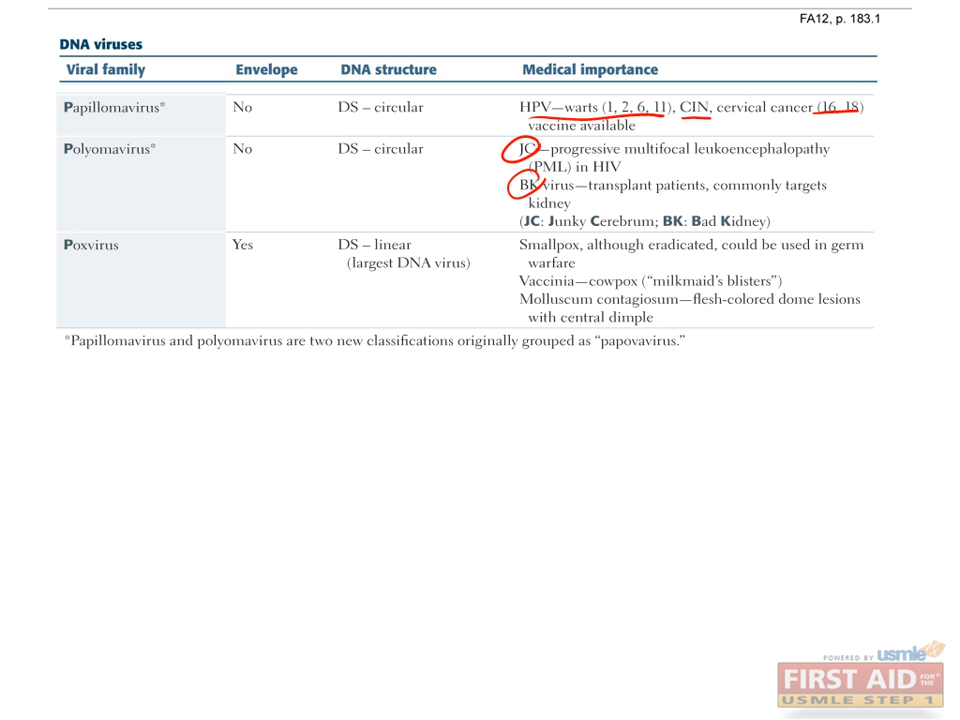 FA12, p. 183.1
DNA viruses
Viral family Envelope DNA structure Medical importance
Papillomavirus* No DS – circular HPV—warts (1, 2, 6, 11), CIN, cervical cancer (16, 18)
vaccine available
Polyomavirus* No DS – circular JC—progressive multifocal leukoencephalopathy
(PML) in HIV
BK virus—transplant patients, commonly targets
kidney
(JC: Junky Cerebrum; BK: Bad Kidney)
Poxvirus Yes DS – linear Smallpox, although eradicated, could be used in germ
(largest DNA virus) warfare
Vaccinia—cowpox (“milkmaid’s blisters”)
Molluscum contagiosum—flesh-colored dome lesions
with central dimple
*Papillomavirus and polyomavirus are two new classifications originally grouped as “papovavirus.”
POWERED BY usmle
FIRST AID FOR THE
USMLE STEP 1